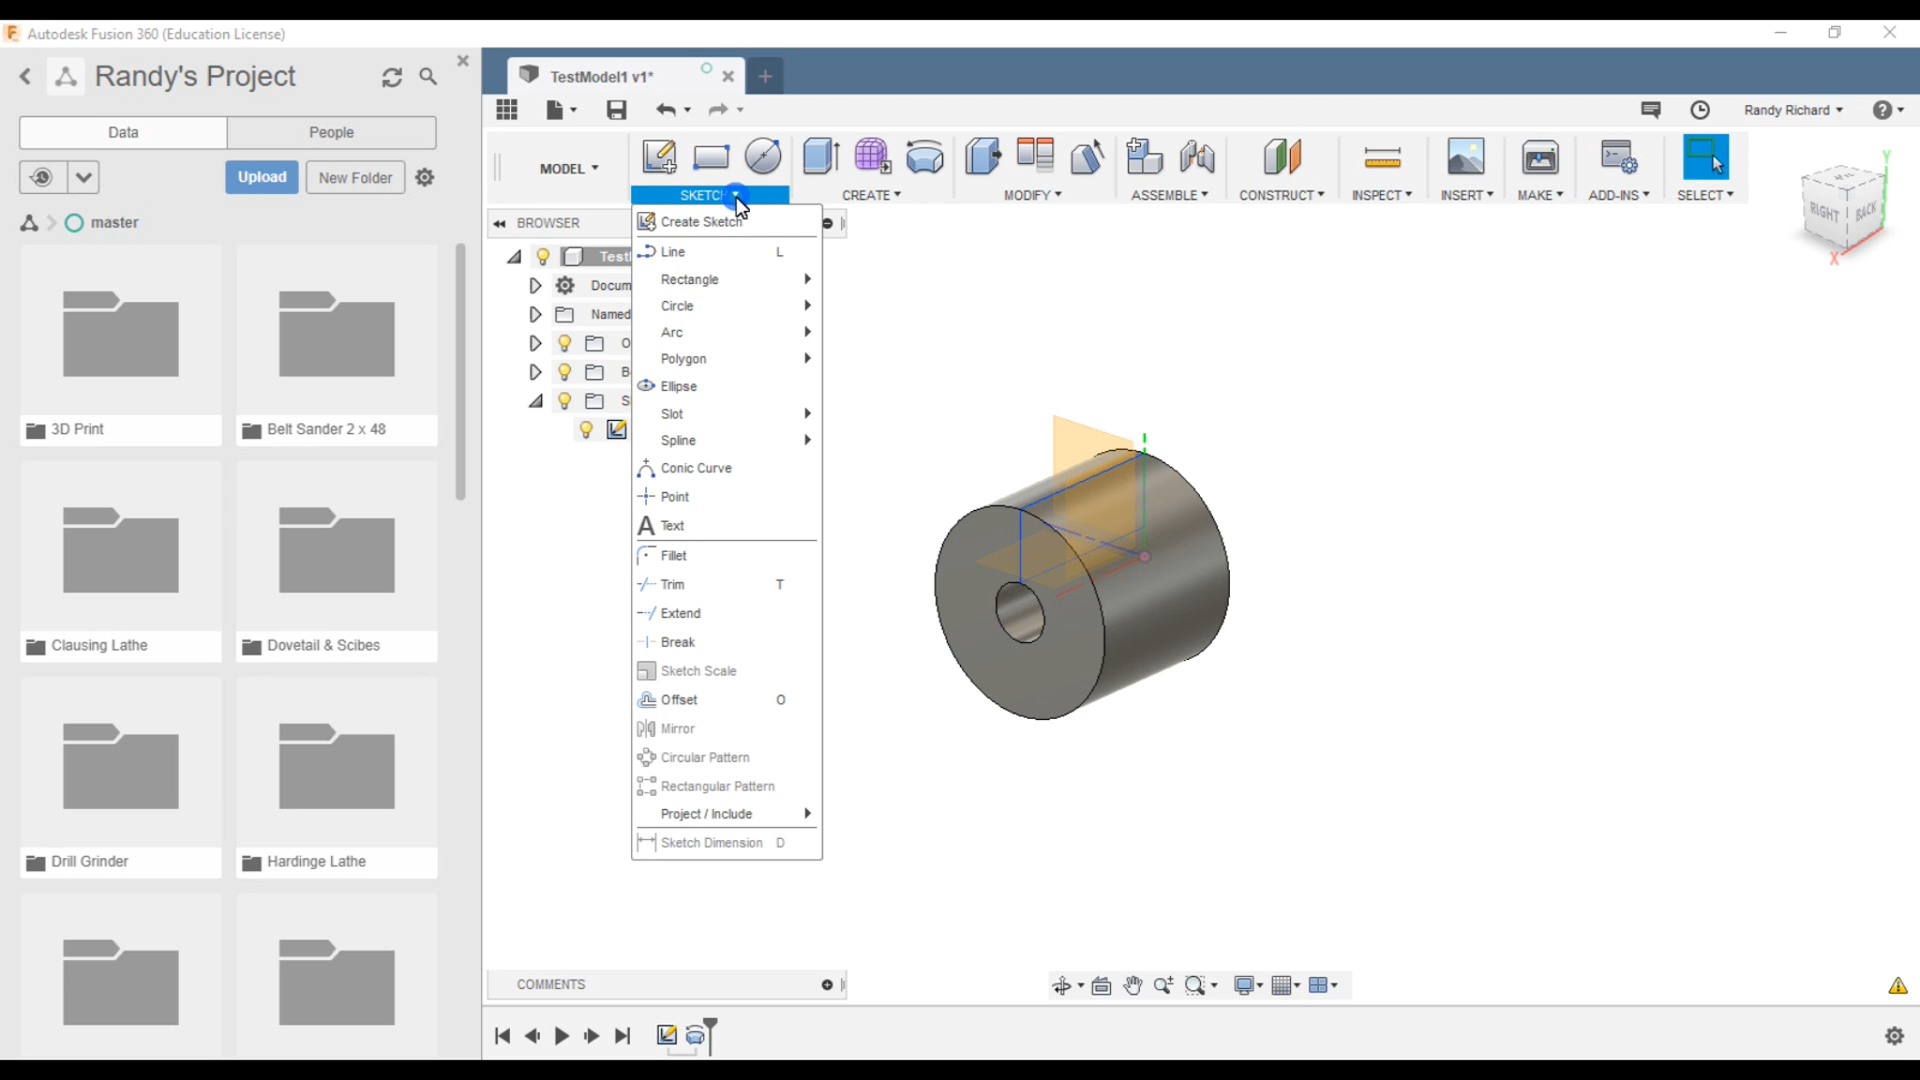 Autodesk Fusion 360 (Education License)
Randy's Project
TestModel1 v1*
Randy Richard
Data
People
Upload
New Folder
master
3D Print
Belt Sander 2 x 48
Clausing Lathe
Dovetail & Scibes
Drill Grinder
Hardinge Lathe
MODEL
SKETCH
CREATE
MODIFY
ASSEMBLE
CONSTRUCT
INSPECT
INSERT
MAKE
ADD-INS
SELECT
BROWSER
Test
Docum
Named
O
B
S
Create Sketch
Line L
Rectangle
Circle
Arc
Polygon
Ellipse
Slot
Spline
Conic Curve
Point
A Text
Fillet
Trim T
Extend
Break
Sketch Scale
Offset O
Mirror
Circular Pattern
Rectangular Pattern
Project / Include
Sketch Dimension D
Y
RIGHT
BACK
X
COMMENTS